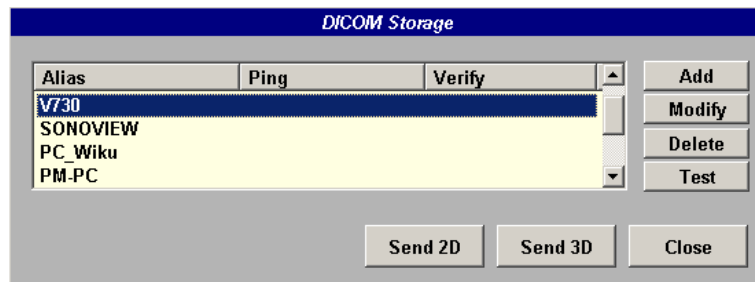 DICOM Storage
Alias Ping Verify
V730
SONOVIEW
PC_Wiku
PM-PC
Add
Modify
Delete
Test
Send 2D Send 3D Close